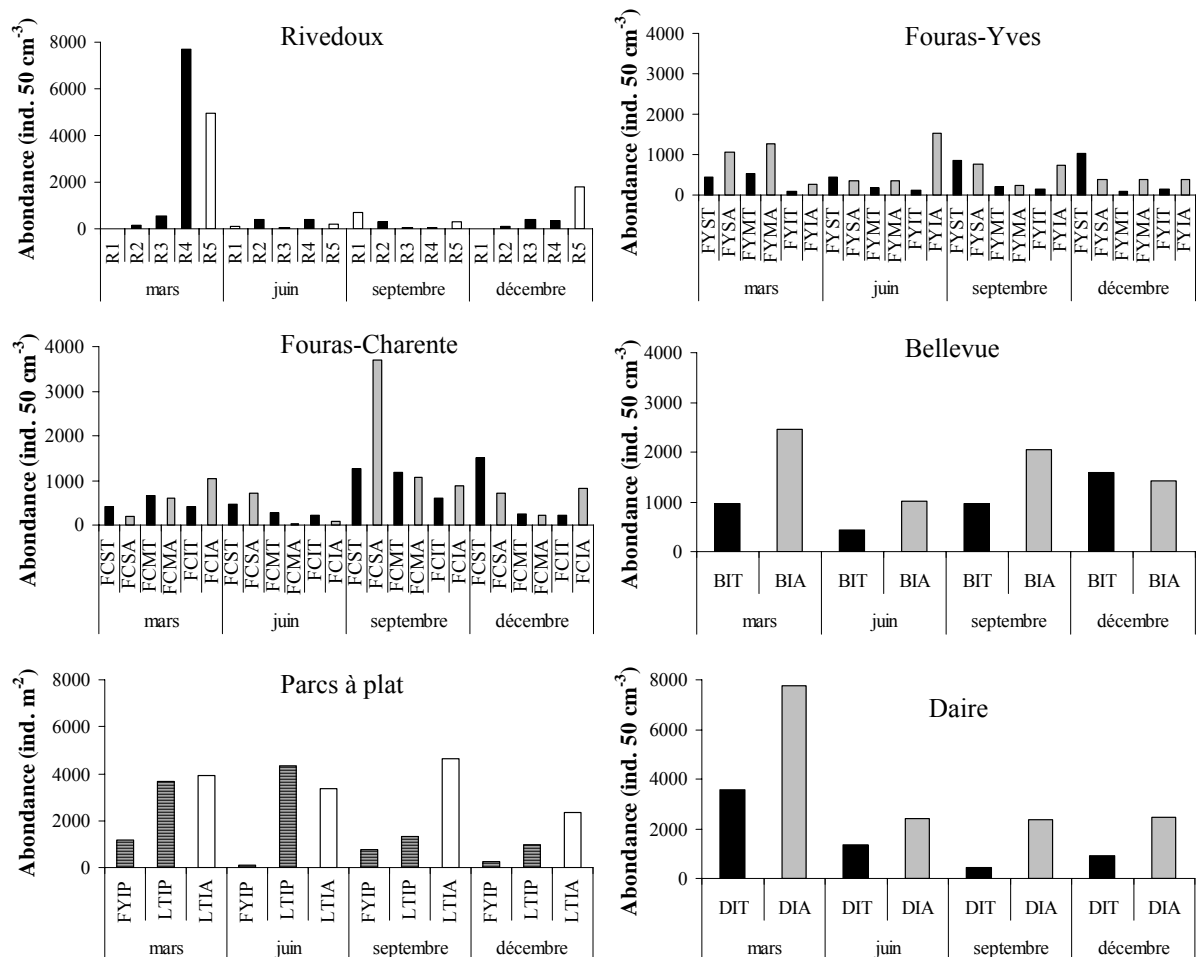 Rivedoux
Abondance (ind. 50 cm⁻³)
8000
6000
4000
2000
0
R1 R2 R3 R4 R5 R1 R2 R3 R4 R5 R1 R2 R3 R4 R5 R1 R2 R3 R4 R5
mars juin septembre décembre
Fouras-Yves
Abondance (ind. 50 cm⁻³)
4000
3000
2000
1000
0
FYST FYSA FYMT FYMA FYIT FYIA FYST FYSA FYMT FYMA FYIT FYIA FYST FYSA FYMT FYMA FYIT FYIA FYST FYSA FYMT FYMA FYIT FYIA
mars juin septembre décembre
Fouras-Charente
Abondance (ind. 50 cm⁻³)
4000
3000
2000
1000
0
FCST FCSA FCMT FCMA FCIT FCIA FCST FCSA FCMT FCMA FCIT FCIA FCST FCSA FCMT FCMA FCIT FCIA FCST FCSA FCMT FCMA FCIT FCIA
mars juin septembre décembre
Bellevue
Abondance (ind. 50 cm⁻³)
4000
3000
2000
1000
0
BIT BIA BIT BIA BIT BIA BIT BIA
mars juin septembre décembre
Parcs à plat
Abondance (ind. m⁻²)
8000
6000
4000
2000
0
FYIP LTIP LTIA FYIP LTIP LTIA FYIP LTIP LTIA FYIP LTIP LTIA
mars juin septembre décembre
Daire
Abondance (ind. 50 cm⁻³)
8000
6000
4000
2000
0
DIT DIA DIT DIA DIT DIA DIT DIA
mars juin septembre décembre